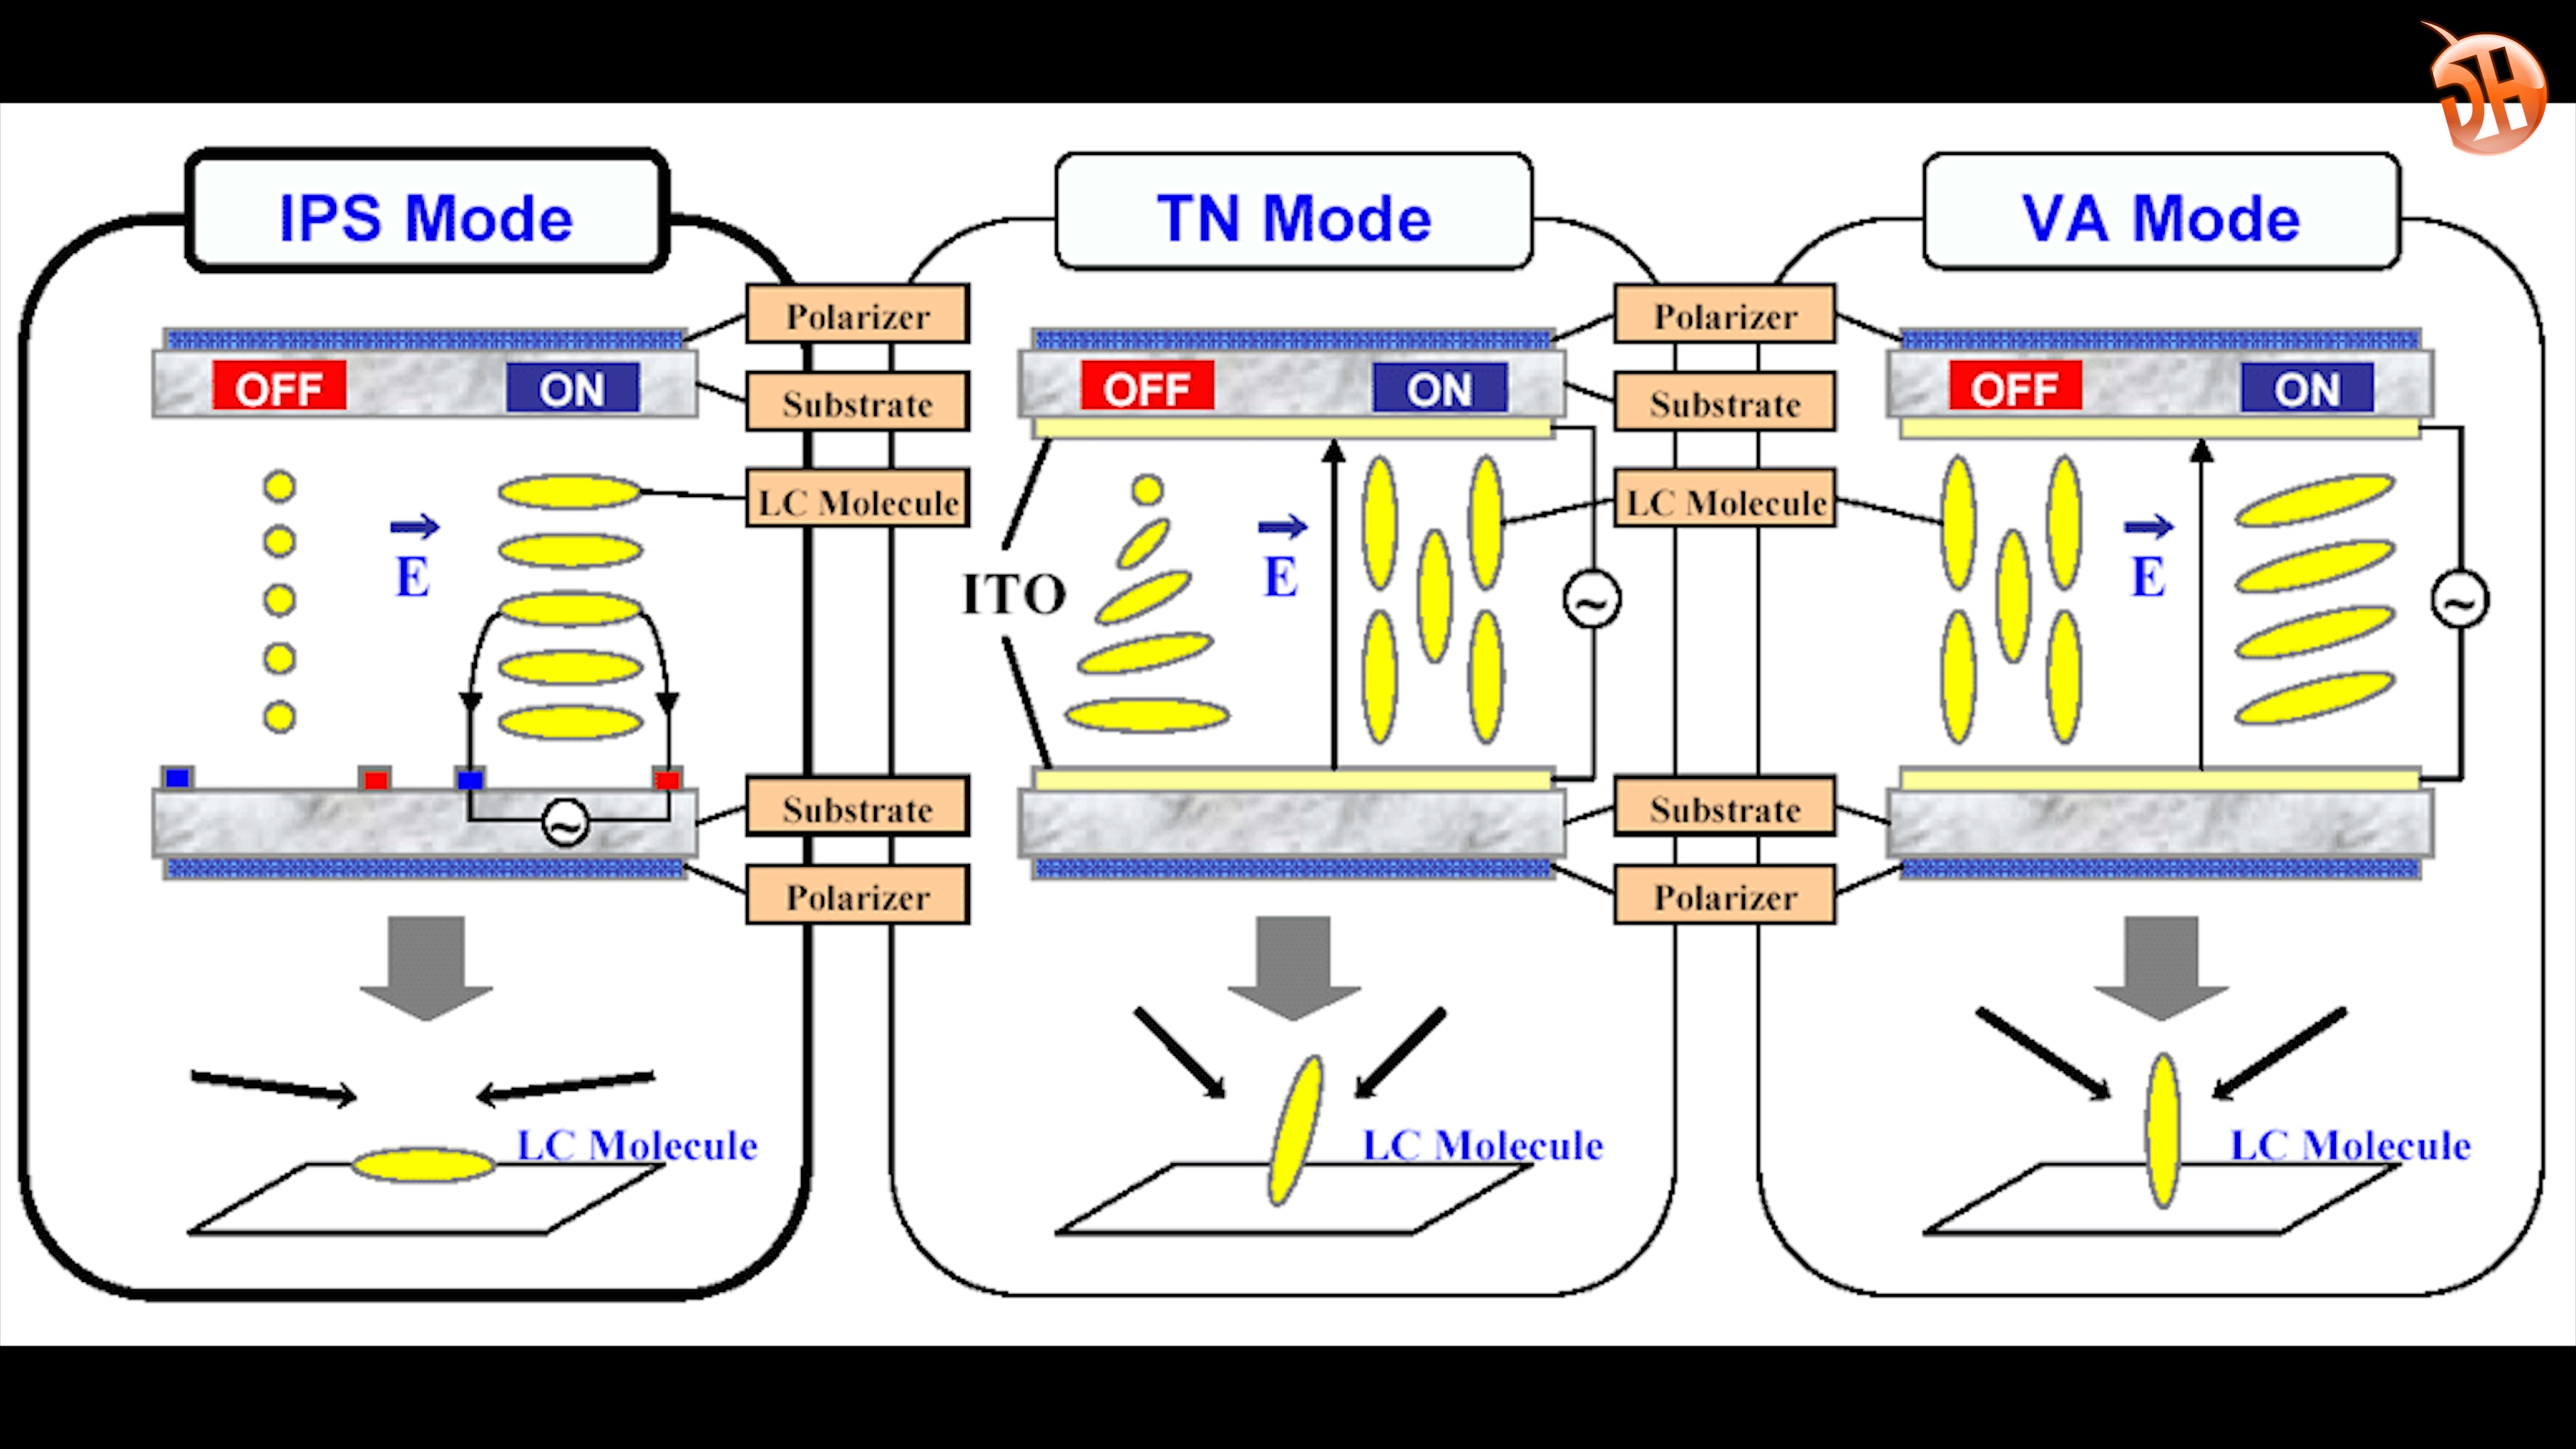 DH
IPS Mode
TN Mode
VA Mode
Polarizer
Polarizer
OFF
ON
Substrate
OFF
ON
Substrate
OFF
ON
LC Molecule
LC Molecule
E
ITO
E
E
~
~
Substrate
Substrate
~
Polarizer
Polarizer
LC Molecule
LC Molecule
LC Molecule